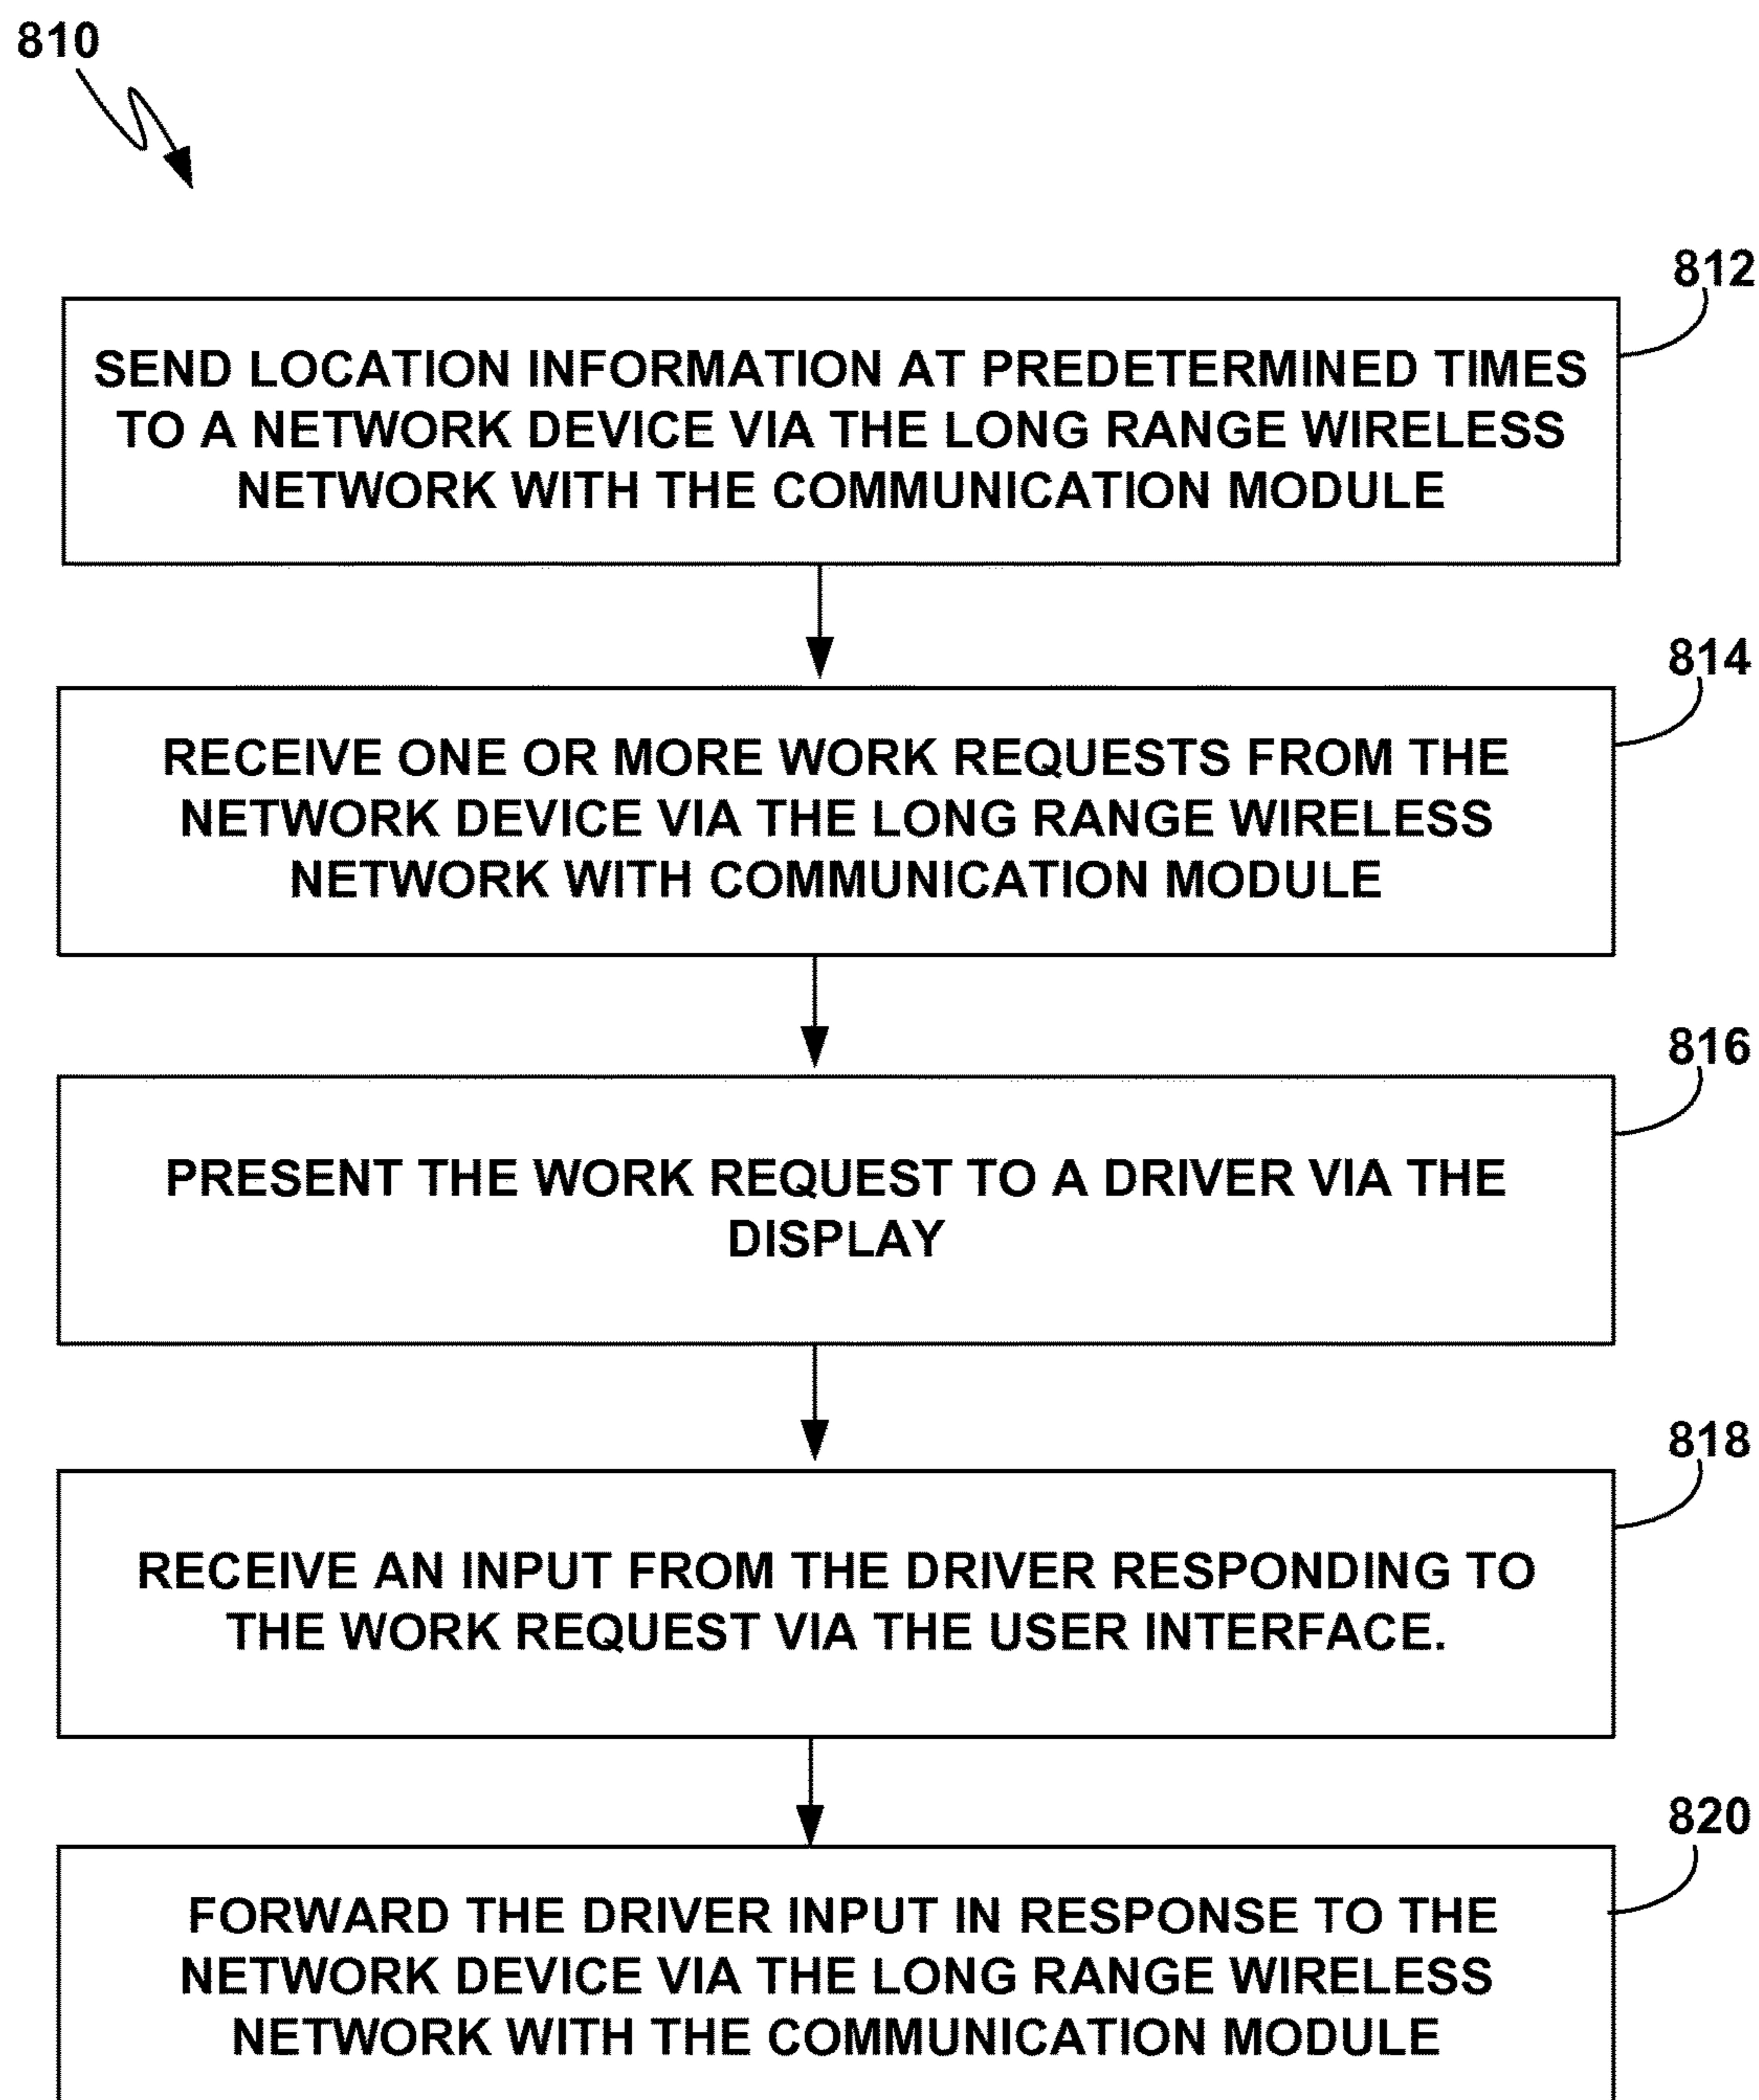 810
812
SEND LOCATION INFORMATION AT PREDETERMINED TIMES
TO A NETWORK DEVICE VIA THE LONG RANGE WIRELESS
NETWORK WITH THE COMMUNICATION MODULE
814
RECEIVE ONE OR MORE WORK REQUESTS FROM THE
NETWORK DEVICE VIA THE LONG RANGE WIRELESS
NETWORK WITH COMMUNICATION MODULE
816
PRESENT THE WORK REQUEST TO A DRIVER VIA THE
DISPLAY
818
RECEIVE AN INPUT FROM THE DRIVER RESPONDING TO
THE WORK REQUEST VIA THE USER INTERFACE.
820
FORWARD THE DRIVER INPUT IN RESPONSE TO THE
NETWORK DEVICE VIA THE LONG RANGE WIRELESS
NETWORK WITH THE COMMUNICATION MODULE